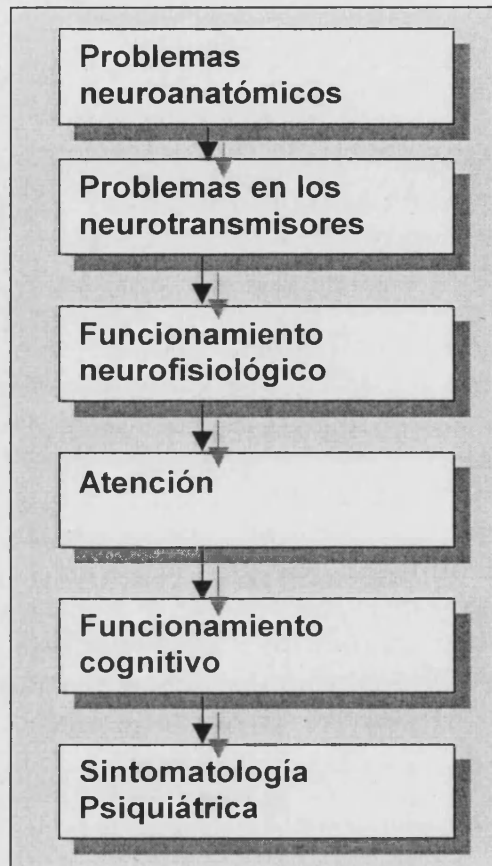 Problemas
neuroanatómicos
Problemas en los
neurotransmisores
Funcionamiento
neurofisiológico
Atención
Funcionamiento
cognitivo
Sintomatología
Psiquiátrica